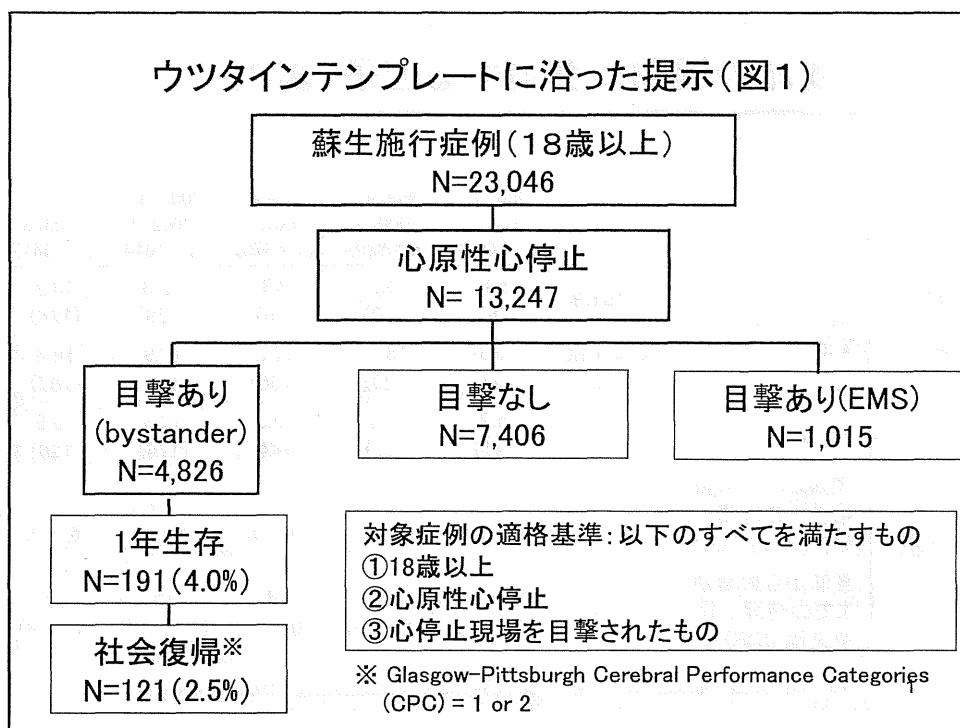 ウツタインテンプレートに沿った提示(図1)
蘇生施行症例(18歳以上)
N=23,046
心原性心停止
N= 13,247
目撃あり
(bystander)
N=4,826
目撃なし
N=7,406
目撃あり(EMS)
N=1,015
1年生存
N=191(4.0%)
社会復帰※
N=121(2.5%)
対象症例の適格基準:以下のすべてを満たすもの
①18歳以上
②心原性心停止
③心停止現場を目撃されたもの
※ Glasgow-Pittsburgh Cerebral Performance Categories
(CPC) = 1 or 2
1